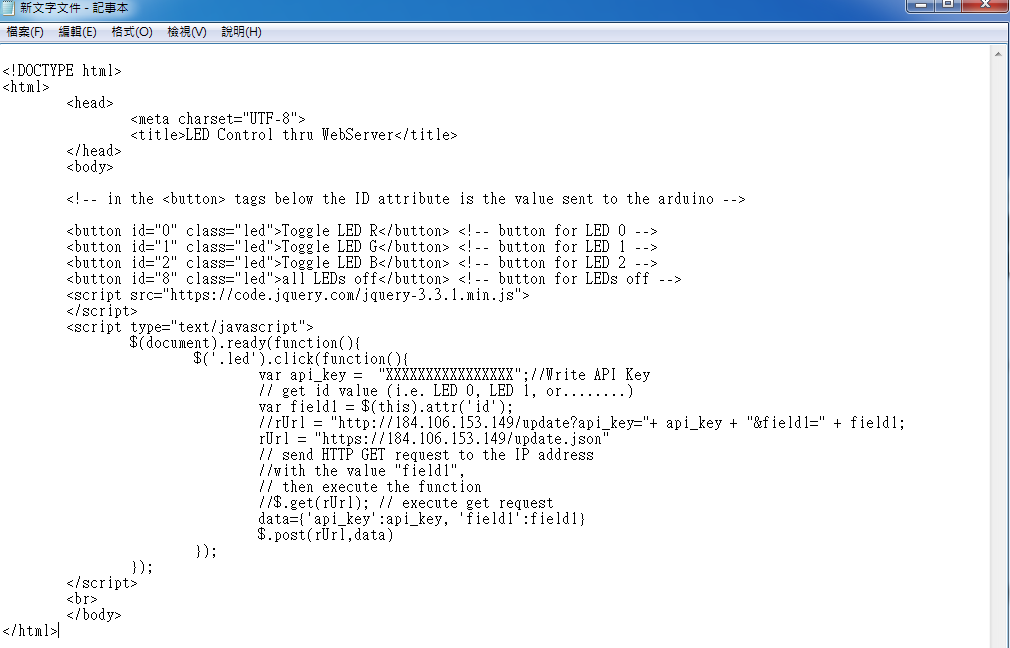 新文字文件 - 記事本
檔案(F) 編輯(E) 格式(O) 檢視(V) 說明(H)
<!DOCTYPE html>
<html>
        <head>
                <meta charset="UTF-8">
                <title>LED Control thru WebServer</title>
        </head>
        <body>
        <!-- in the <button> tags below the ID attribute is the value sent to the arduino -->
        <button id="0" class="led">Toggle LED R</button> <!-- button for LED 0 -->
        <button id="1" class="led">Toggle LED G</button> <!-- button for LED 1 -->
        <button id="2" class="led">Toggle LED B</button> <!-- button for LED 2 -->
        <button id="8" class="led">all LEDs off</button> <!-- button for LEDs off -->
        <script src="https://code.jquery.com/jquery-3.3.1.min.js">
        </script>
        <script type="text/javascript">
                $(document).ready(function(){
                        $('.led').click(function(){
                                var api_key =  "XXXXXXXXXXXXXXXX";//Write API Key
                                // get id value (i.e. LED 0, LED 1, or........)
                                var field1 = $(this).attr('id');
                                //rUrl = "http://184.106.153.149/update?api_key="+ api_key + "&field1=" + field1;
                                rUrl = "https://184.106.153.149/update.json"
                                // send HTTP GET request to the IP address
                                //with the value "field1",
                                // then execute the function
                                //$.get(rUrl); // execute get request
                                data={'api_key':api_key, 'field1':field1}
                                $.post(rUrl,data)
                        });
                });
        </script>
        <br>
        </body>
</html>